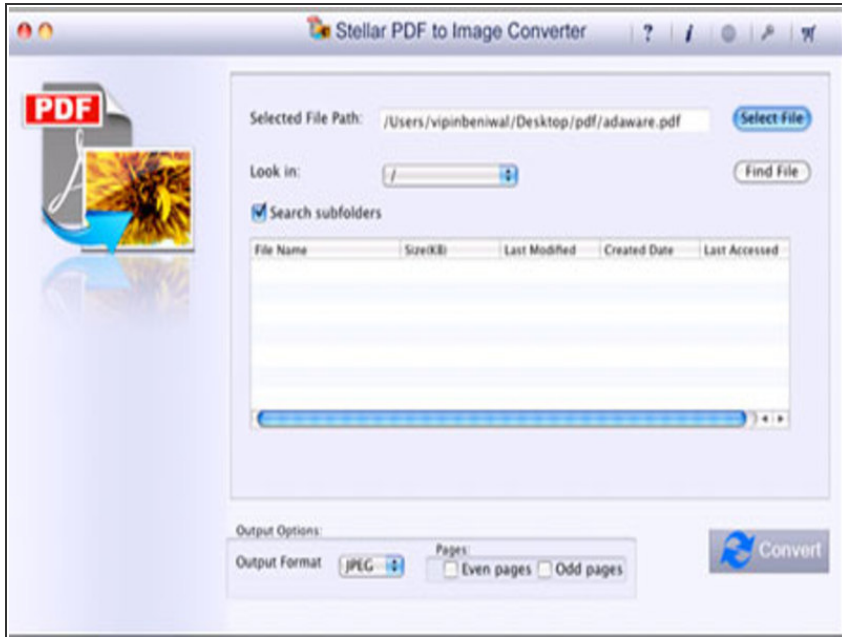 Stellar PDF to Image Converter ? i
PDF
Selected File Path: /Users/vipinbeniwal/Desktop/pdf/adaware.pdf Select File
Look in: / Find File
Search subfolders
File Name Size(KB) Last Modified Created Date Last Accessed
Output Options:
Output Format JPEG Pages: Even pages Odd pages
Convert